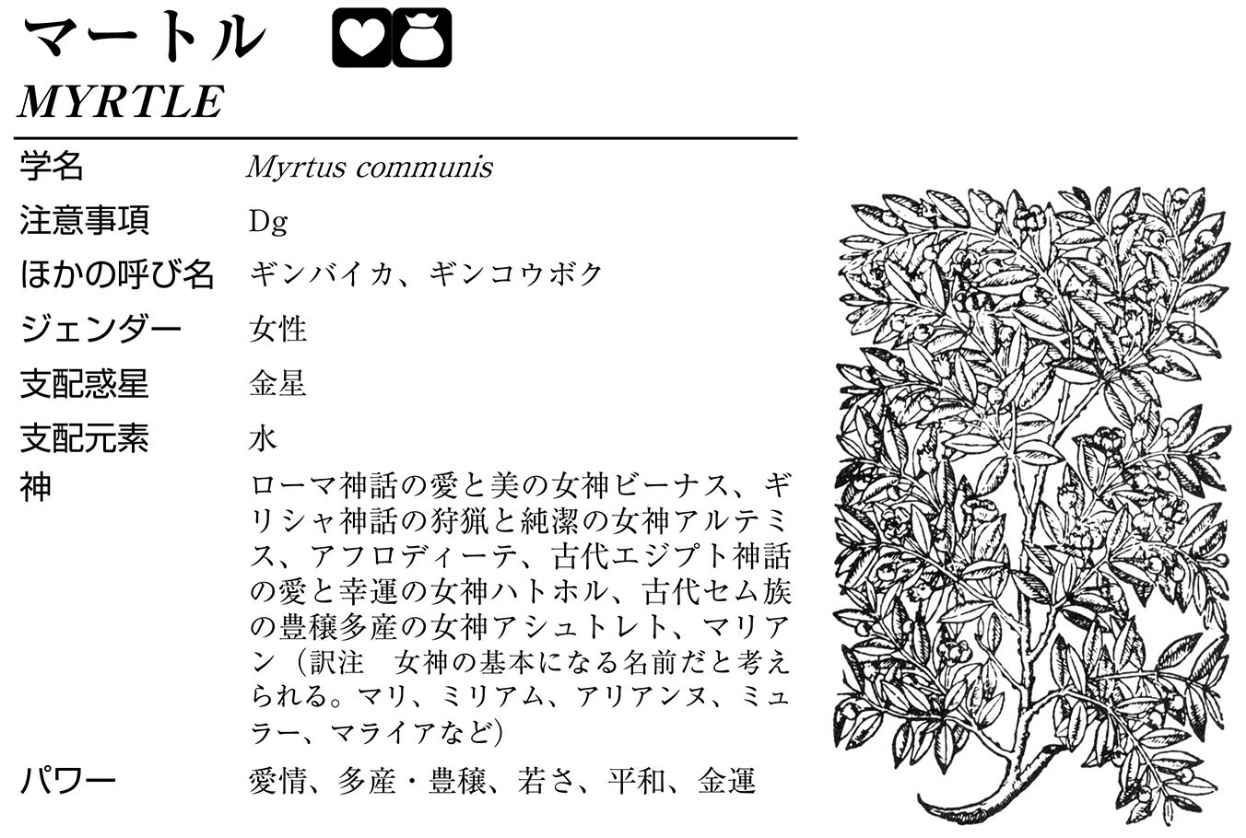 マートル
MYRTLE
学名 Myrtus communis
注意事項 Dg
ほかの呼び名 ギンバイカ、ギンコウボク
ジェンダー 女性
支配惑星 金星
支配元素 水
神 ローマ神話の愛と美の女神ビーナス、ギ
リシャ神話の狩猟と純潔の女神アルテミ
ス、アフロディーテ、古代エジプト神話
の愛と幸運の女神ハトホル、古代セム族
の豊穣多産の女神アシュトレト、マリア
ン（訳注　女神の基本になる名前だと考え
られる。マリ、ミリアム、アリアンヌ、ミュ
ラー、マライアなど）
パワー 愛情、多産・豊穣、若さ、平和、金運